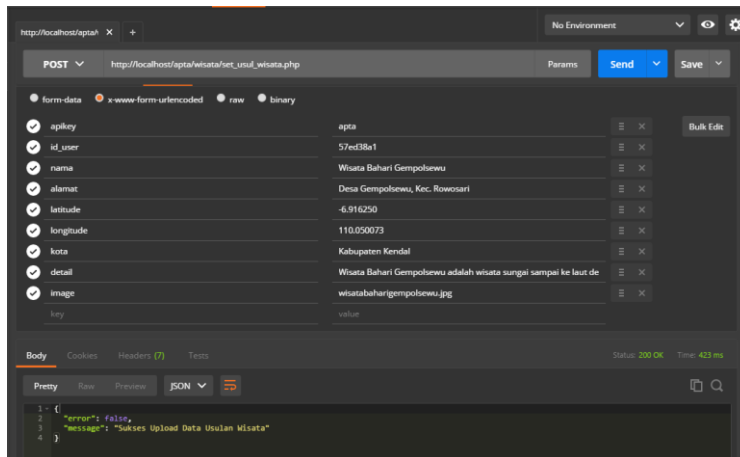 http://localhost/apta/w X +
No Environment
POST http://localhost/apta/wisata/set_usul_wisata.php Params Send Save
form-data x-www-form-urlencoded raw binary
apikey apta Bulk Edit
id_user 57ed38a1
nama Wisata Bahari Gempolsewu
alamat Desa Gempolsewu, Kec. Rowosari
latitude -6.916250
longitude 110.050073
kota Kabupaten Kendal
detail Wisata Bahari Gempolsewu adalah wisata sungai sampai ke laut de
image wisatabaharigempolsewu.jpg
key value
Body Cookies Headers (7) Tests Status: 200 OK Time: 423 ms
Pretty Raw Preview JSON
1 {
2 "error": false,
3 "message": "Sukses Upload Data Usulan Wisata"
4 }